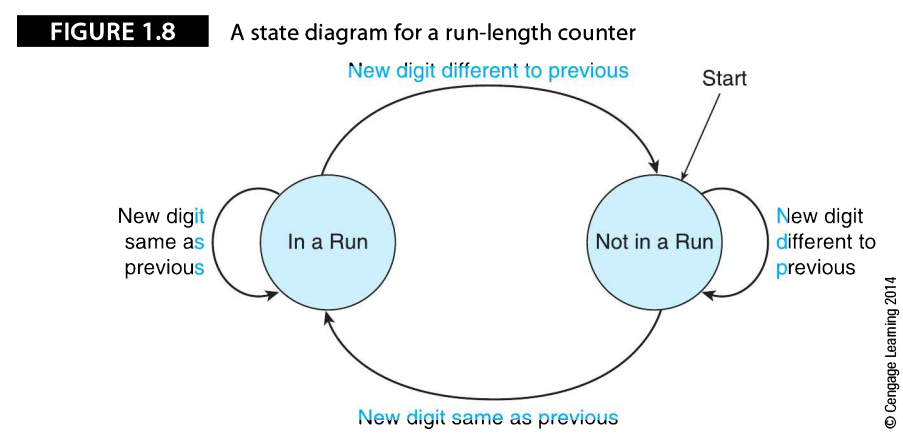 FIGURE 1.8 A state diagram for a run-length counter
New digit different to previous
Start
New digit
same as
previous
In a Run
Not in a Run
New digit
different to
previous
New digit same as previous
© Cengage Learning 2014